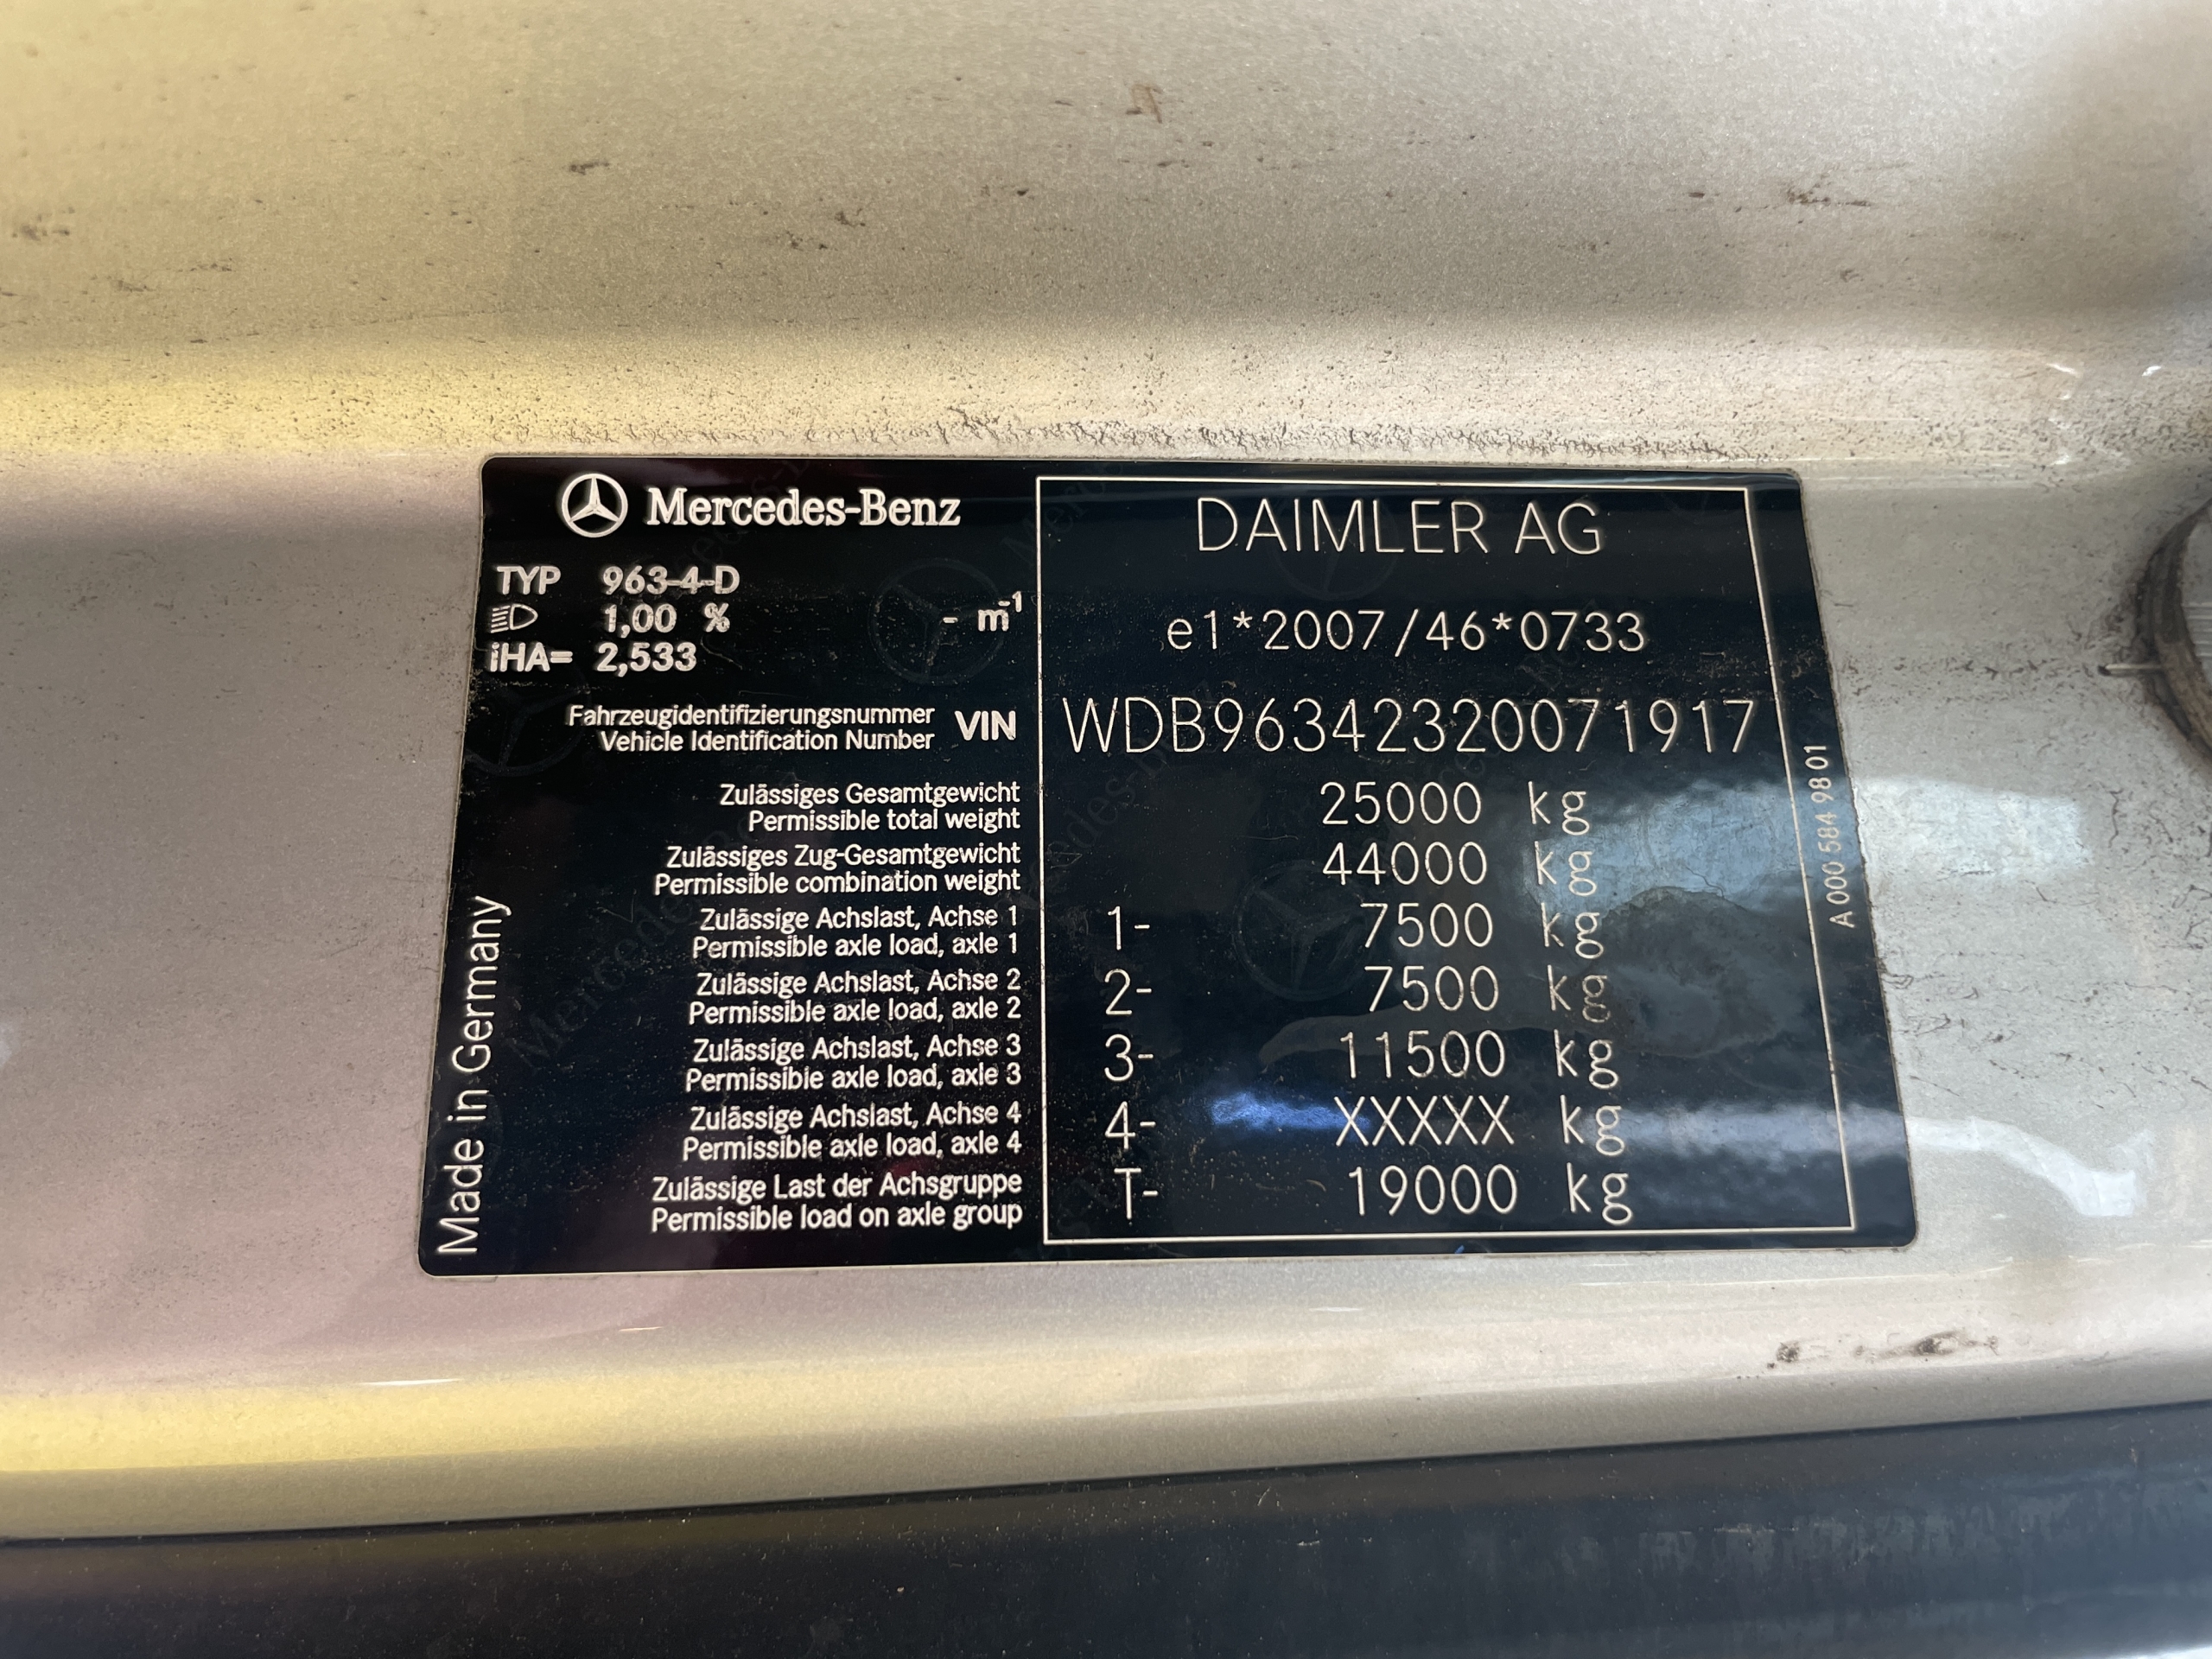 Mercedes-Benz
TYP 963-4-D
1,00 % - m-1
iHA= 2,533
Fahrzeugidentifizierungsnummer
Vehicle Identification Number
VIN
Zulässiges Gesamtgewicht
Permissible total weight
Zulässiges Zug-Gesamtgewicht
Permissible combination weight
Zulässige Achslast, Achse 1
Permissible axle load, axle 1
Zulässige Achslast, Achse 2
Permissible axle load, axle 2
Zulässige Achslast, Achse 3
Permissible axle load, axle 3
Zulässige Achslast, Achse 4
Permissible axle load, axle 4
Zulässige Last der Achsgruppe
Permissible load on axle group
Made in Germany
DAIMLER AG
e1*2007/46*0733
WDB96342320071917
25000 kg
44000 kg
1- 7500 kg
2- 7500 kg
3- 11500 kg
4- XXXXX kg
T- 19000 kg
A 000 584 98 01